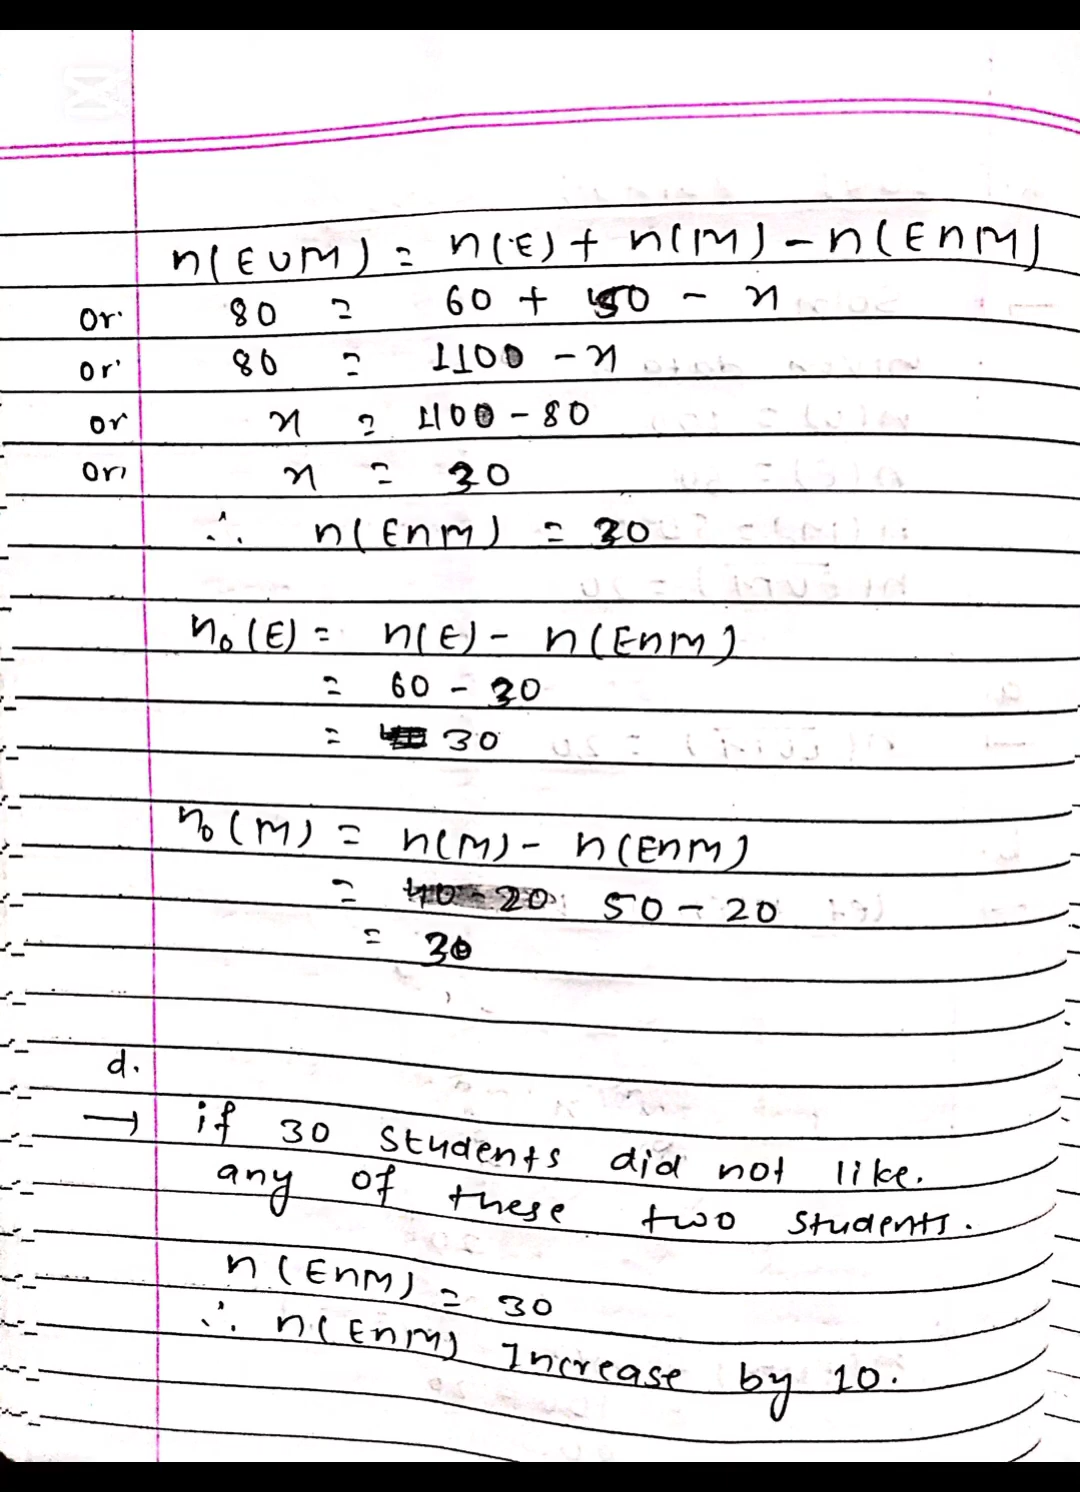 n(E∪M) = n(E) + n(M) - n(E∩M)
or. 80 = 60 + 50 - x
or. 80 = 110 - x
or x = 110 - 80
or, x = 30
∴ n(E∩M) = 30
n₀(E) = n(E) - n(E∩M)
= 60 - 30
= 30
n₀(M) = n(M) - n(E∩M)
= 50 - 20
= 30
d.
→ if 30 students did not like.
any of these two students.
n(E∩M) = 30
∴ n(E∩M) Increase by 10.